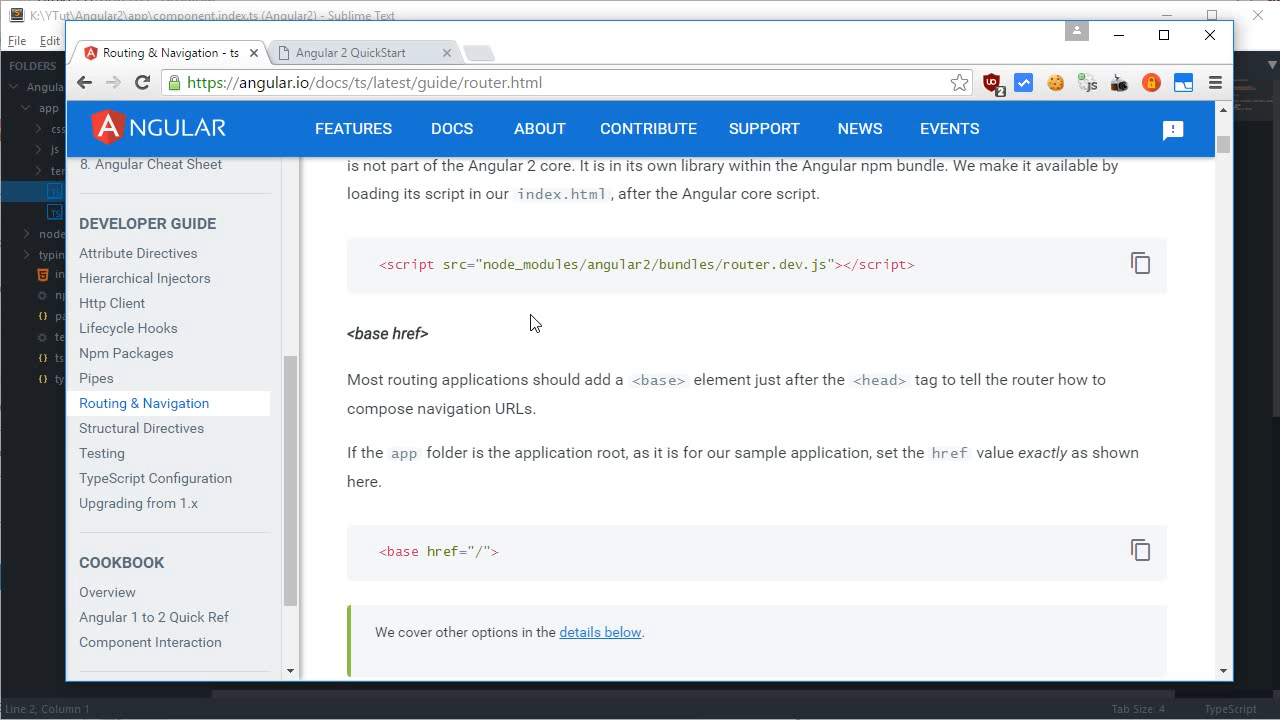 K:\YTut\Angular2\app\component.index.ts (Angular2) - Sublime Text
File Edit
FOLDERS
Angular
app
css
js
node
Line 2, Column 1
Tab Size: 4
TypeScript
Routing & Navigation - ts
Angular 2 QuickStart
https://angular.io/docs/ts/latest/guide/router.html
ANGULAR
FEATURES DOCS ABOUT CONTRIBUTE SUPPORT NEWS EVENTS
8. Angular Cheat Sheet
DEVELOPER GUIDE
Attribute Directives
Hierarchical Injectors
Http Client
Lifecycle Hooks
Npm Packages
Pipes
Routing & Navigation
Structural Directives
Testing
TypeScript Configuration
Upgrading from 1.x
COOKBOOK
Overview
Angular 1 to 2 Quick Ref
Component Interaction
is not part of the Angular 2 core. It is in its own library within the Angular npm bundle. We make it available by
loading its script in our index.html, after the Angular core script.
<script src="node_modules/angular2/bundles/router.dev.js"></script>
<base href>
Most routing applications should add a <base> element just after the <head> tag to tell the router how to
compose navigation URLs.
If the app folder is the application root, as it is for our sample application, set the href value exactly as shown
here.
<base href="/">
We cover other options in the details below.